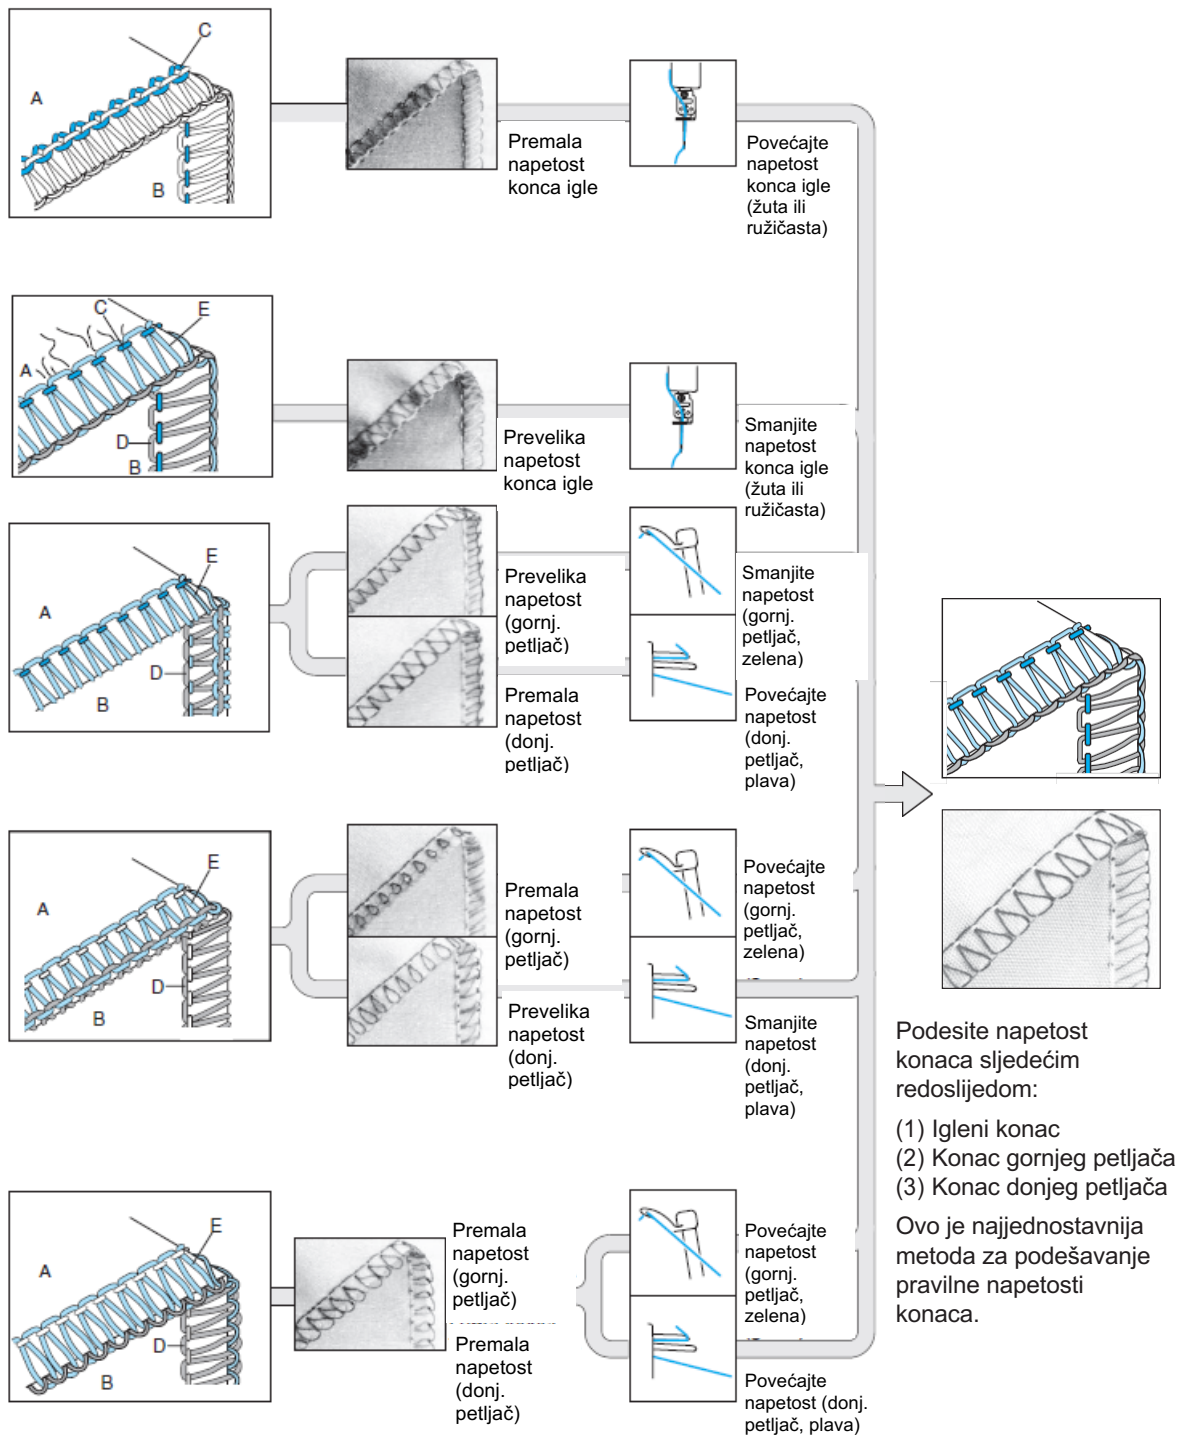 C
A
B
Premala
napetost
konca igle
Povećajte
napetost
konca igle
(žuta ili
ružičasta)
C
E
A
D
B
Prevelika
napetost
konca igle
Smanjite
napetost
konca igle
(žuta ili
ružičasta)
E
A
D
B
Prevelika
napetost
(gornj.
petljač)
Smanjite
napetost
(gornj.
petljač,
zelena)
Premala
napetost
(donj.
petljač)
Povećajte
napetost
(donj.
petljač,
plava)
E
A
D
B
Premala
napetost
(gornj.
petljač)
Povećajte
napetost
(gornj.
petljač,
zelena)
Prevelika
napetost
(donj.
petljač)
Smanjite
napetost
(donj.
petljač,
plava)
E
A
D
B
Premala
napetost
(gornj.
petljač)
Premala
napetost
(donj.
petljač)
Povećajte
napetost
(gornj.
petljač,
zelena)
Povećajte
napetost (donj.
petljač, plava)
Podesite napetost
konaca sljedećim
redoslijedom:
(1) Igleni konac
(2) Konac gornjeg petljača
(3) Konac donjeg petljača
Ovo je najjednostavnija
metoda za podešavanje
pravilne napetosti
konaca.